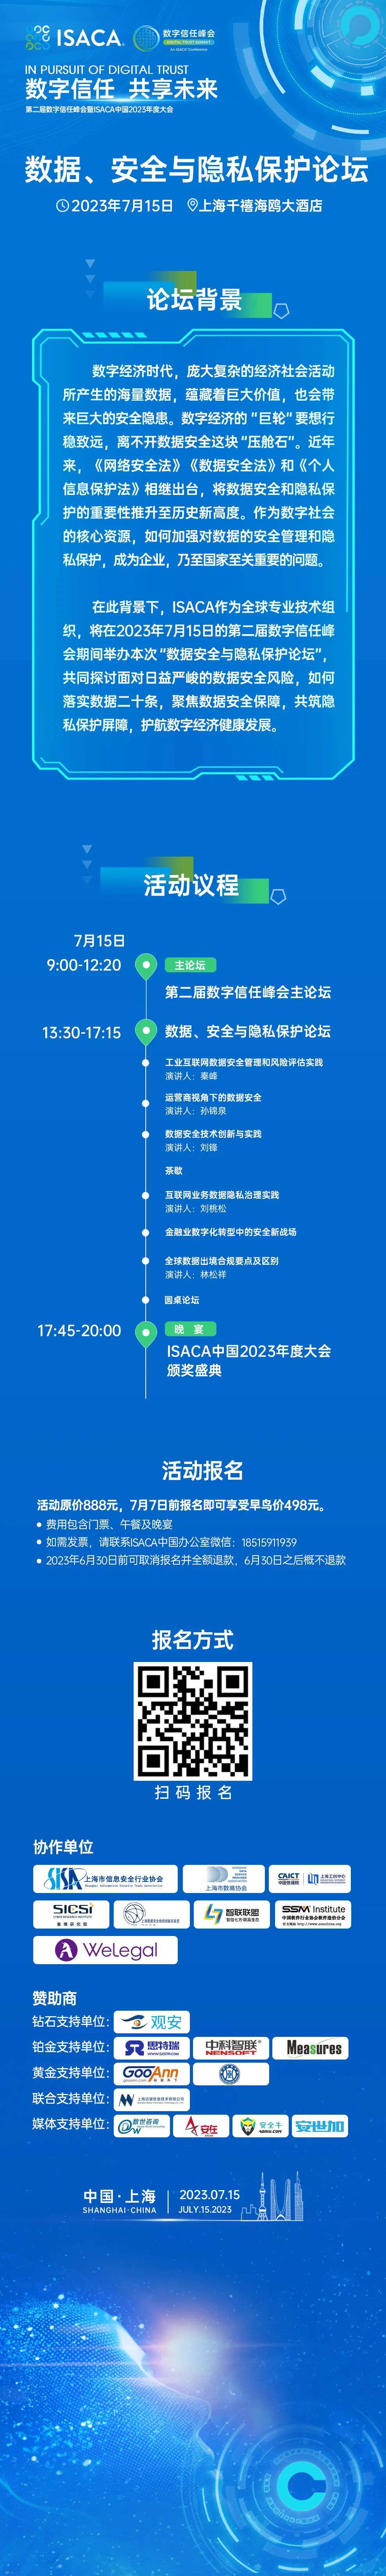 ISACA
数字信任峰会
DIGITAL TRUST SUMMIT
An ISACA Conference
IN PURSUIT OF DIGITAL TRUST
数字信任 共享未来
第二届数字信任峰会暨ISACA中国2023年度大会
数据、安全与隐私保护论坛
2023年7月15日 上海千禧海鸥大酒店
论坛背景
数字经济时代，庞大复杂的经济社会活动
所产生的海量数据，蕴藏着巨大价值，也会带
来巨大的安全隐患。数字经济的“巨轮”要想行
稳致远，离不开数据安全这块“压舱石”。近年
来，《网络安全法》《数据安全法》和《个人
信息保护法》相继出台，将数据安全和隐私保
护的重要性推升至历史新高度。作为数字社会
的核心资源，如何加强对数据的安全管理和隐
私保护，成为企业，乃至国家至关重要的问题。
在此背景下，ISACA作为全球专业技术组
织，将在2023年7月15日的第二届数字信任峰
会期间举办本次“数据安全与隐私保护论坛”，
共同探讨面对日益严峻的数据安全风险，如何
落实数据二十条，聚焦数据安全保障，共筑隐
私保护屏障，护航数字经济健康发展。
活动议程
7月15日
9:00-12:20 主论坛
第二届数字信任峰会主论坛
13:30-17:15 数据、安全与隐私保护论坛
工业互联网数据安全管理和风险评估实践
演讲人：秦峰
运营商视角下的数据安全
演讲人：孙锦泉
数据安全技术创新与实践
演讲人：刘锋
茶歇
互联网业务数据隐私治理实践
演讲人：刘桃松
金融业数字化转型中的安全新战场
全球数据出境合规要点及区别
演讲人：林松祥
圆桌论坛
17:45-20:00 晚 宴
ISACA中国2023年度大会
颁奖盛典
活动报名
活动原价888元，7月7日前报名即可享受早鸟价498元。
费用包含门票、午餐及晚宴
如需发票，请联系ISACA中国办公室微信：18515911939
2023年6月30日前可取消报名并全额退款，6月30日之后概不退款
报名方式
扫码报名
协作单位
SISA 上海市信息安全行业协会
上海市数商协会
CAICT 中国信通院 上海工创中心
SICSI
赛博研究院
智联联盟
SSM Institute
WeLegal
赞助商
钻石支持单位： 观安
铂金支持单位： 思特瑞 中科智联 NENSOFT Measures
黄金支持单位： GooAnn
联合支持单位：
媒体支持单位： 数世咨询 安在 安全牛 安世加
中国·上海
SHANGHAI·CHINA
2023.07.15
JULY.15.2023